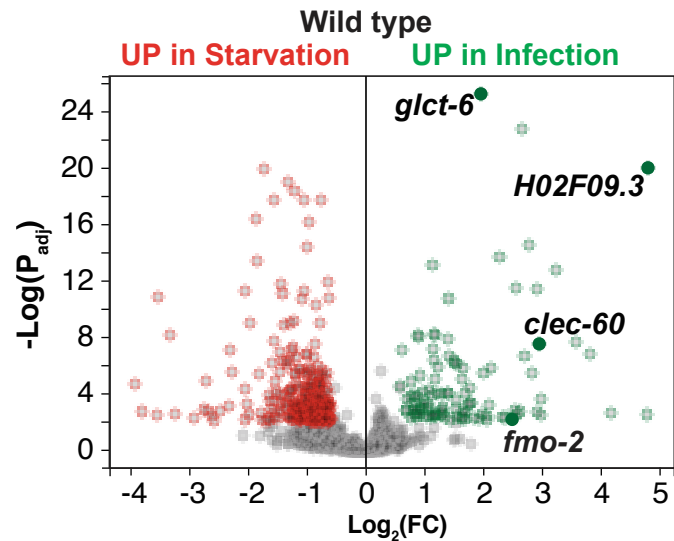 Wild type
UP in Starvation UP in Infection
24
20
16
12
8
4
0
-Log(Padj)
glct-6
H02F09.3
clec-60
fmo-2
-4 -3 -2 -1 0 1 2 3 4 5
Log2(FC)